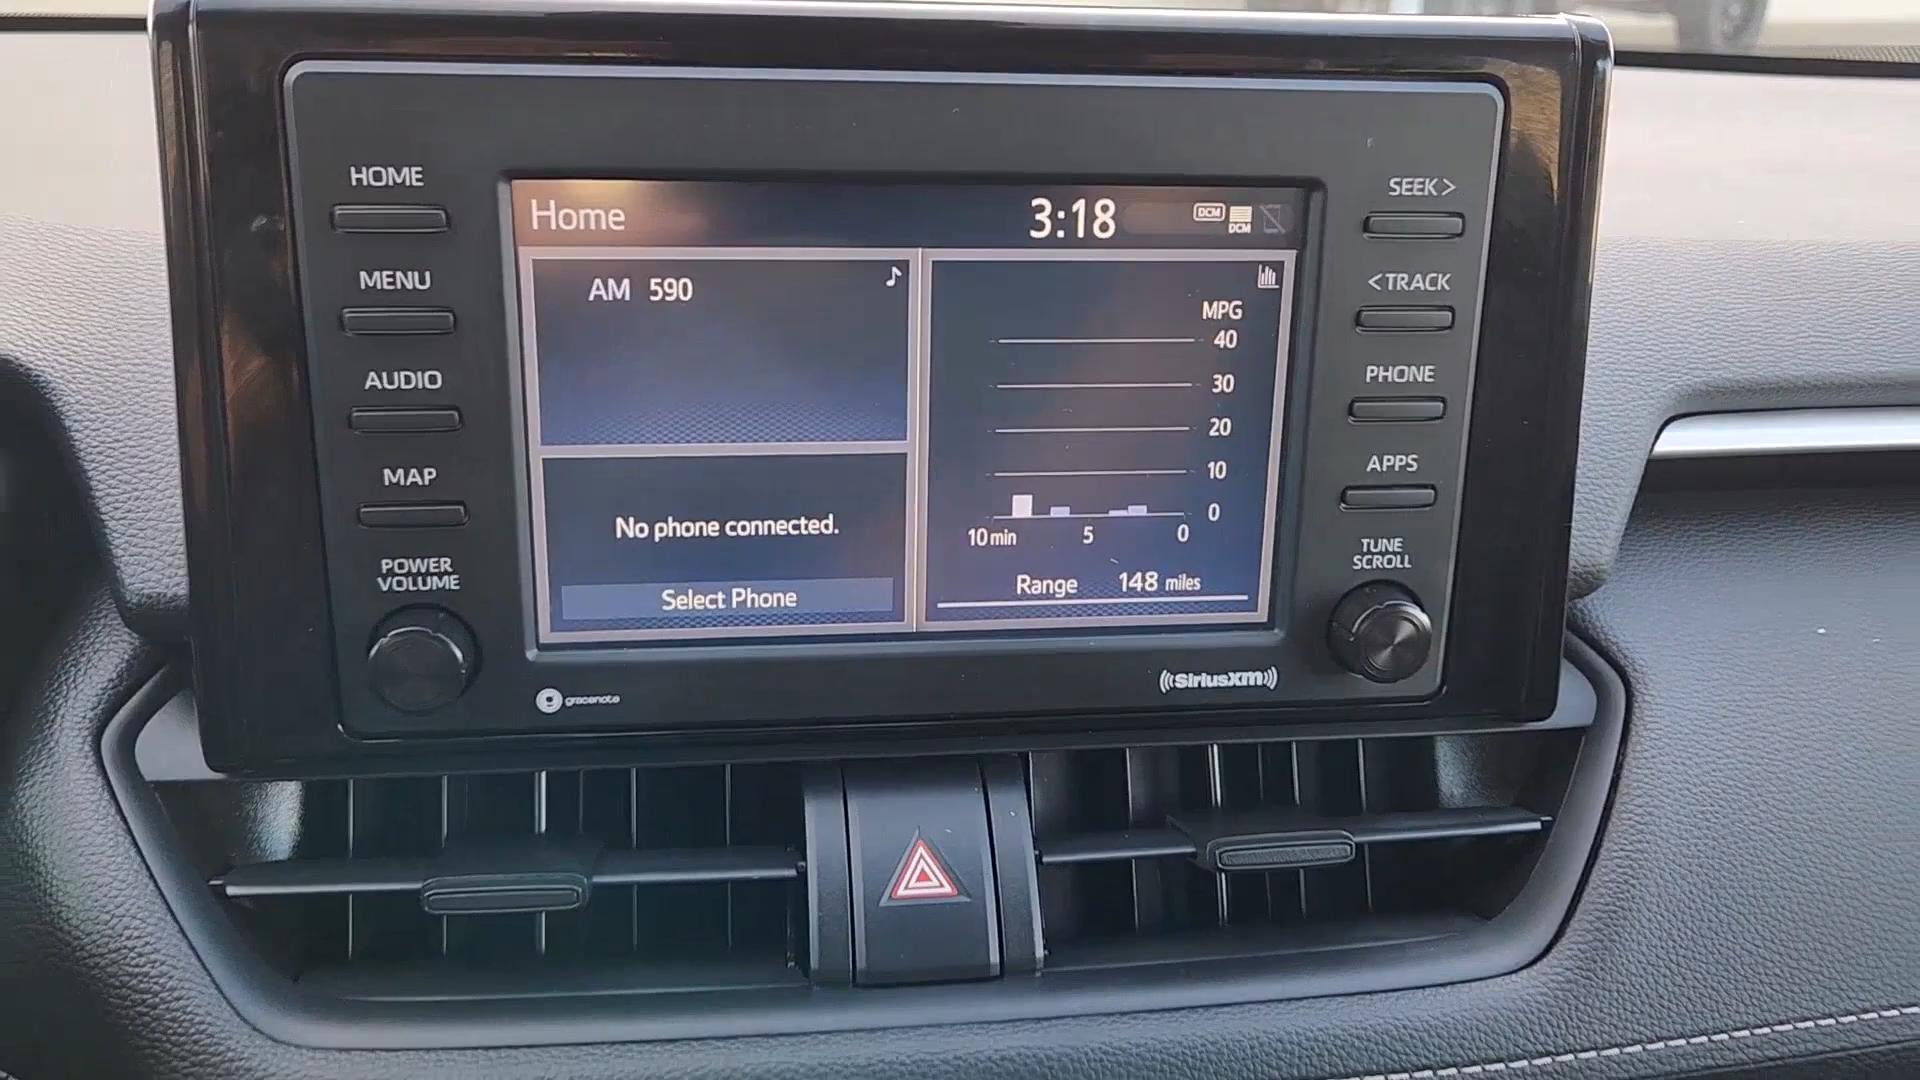 HOME
MENU
AUDIO
MAP
POWER
VOLUME
Home
3:18
DCM
DCM
AM 590
No phone connected.
Select Phone
MPG
40
30
20
10
0
10 min 5 0
Range 148 miles
SEEK >
< TRACK
PHONE
APPS
TUNE
SCROLL
gracenote
((SiriusXM))